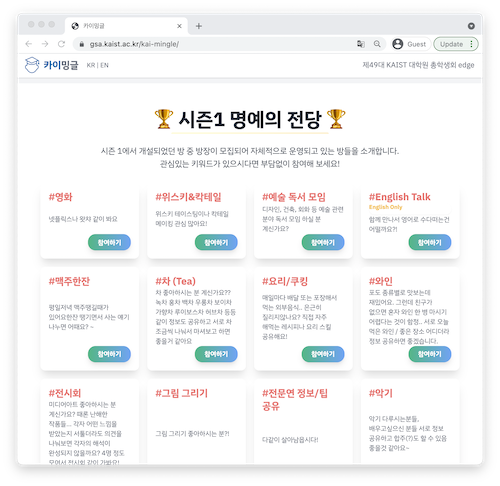 카이밍글
gsa.kaist.ac.kr/kai-mingle/
Guest
Update
카이밍글
KR | EN
제49대 KAIST 대학원 총학생회 edge
시즌1 명예의 전당
시즌 1에서 개설되었던 방 중 방장이 모집되어 자체적으로 운영되고 있는 방들을 소개합니다.
관심있는 키워드가 있으시다면 부담없이 참여해 보세요!
#영화
넷플릭스나 왓챠 같이 봐요
참여하기
#위스키&칵테일
위스키 테이스팅이나 칵테일
메이킹 관심 많아요!
참여하기
#예술 독서 모임
디자인, 건축, 회화 등 예술 관련
분야 독서 모임 하실 분
계신가요?
참여하기
#English Talk
English Only
함께 만나서 영어로 수다떠는건
어떨까요?!
참여하기
#맥주한잔
평일저녁 맥주땡길때가
있어요한잔 땡기면서 사는 얘기
나누면 어때요? ~
참여하기
#차 (Tea)
차 좋아하시는 분 계신가요??
녹차 홍차 백차 우롱차 보이차
가향차 루이보스차 허브차 등등
같이 정보도 공유하고 서로 차
조금씩 나눠서 마셔보고 하면
좋을거 같아요
참여하기
#요리/쿠킹
매일마다 배달 또는 포장해서
먹는 외부음식.. 은근히
질리지않나요? 직접 자주
해먹는 레시피나 요리 스킬
공유해요!
참여하기
#와인
포도 종류별로 맛보는데
재밌어요. 그런데 친구가
없으면 혼자 와인 한 병 마시기
어렵다는 것이 함정.. 서로 오늘
먹은 와인 / 좋은 장소 어디더라
정보 공유하면 좋겠습니다.
참여하기
#전시회
미디어아트 좋아하시는 분
계신가요? 때론 난해한
작품들... 각자 어떤 느낌을
받았는지 서툴더라도 의견을
나눠보면 각자의 해석이
완성되지 않을까요? 4명 정도
모여서 전시회 같이 가봐요!
#그림 그리기
그림 그리기 좋아하시는 분?!
#전문연 정보/팁
공유
다같이 살아남읍시다!
#악기
악기 다루시는분들,
배우고싶으신 분들 서로 정보
공유하고 합주(?)도 할 수 있음
좋을것 같아요~